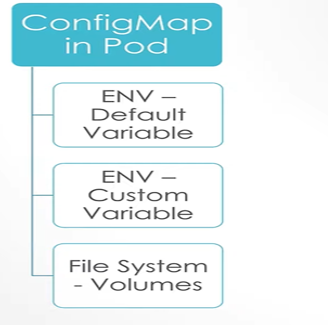 ConfigMap
in Pod
ENV –
Default
Variable
ENV –
Custom
Variable
File System
- Volumes